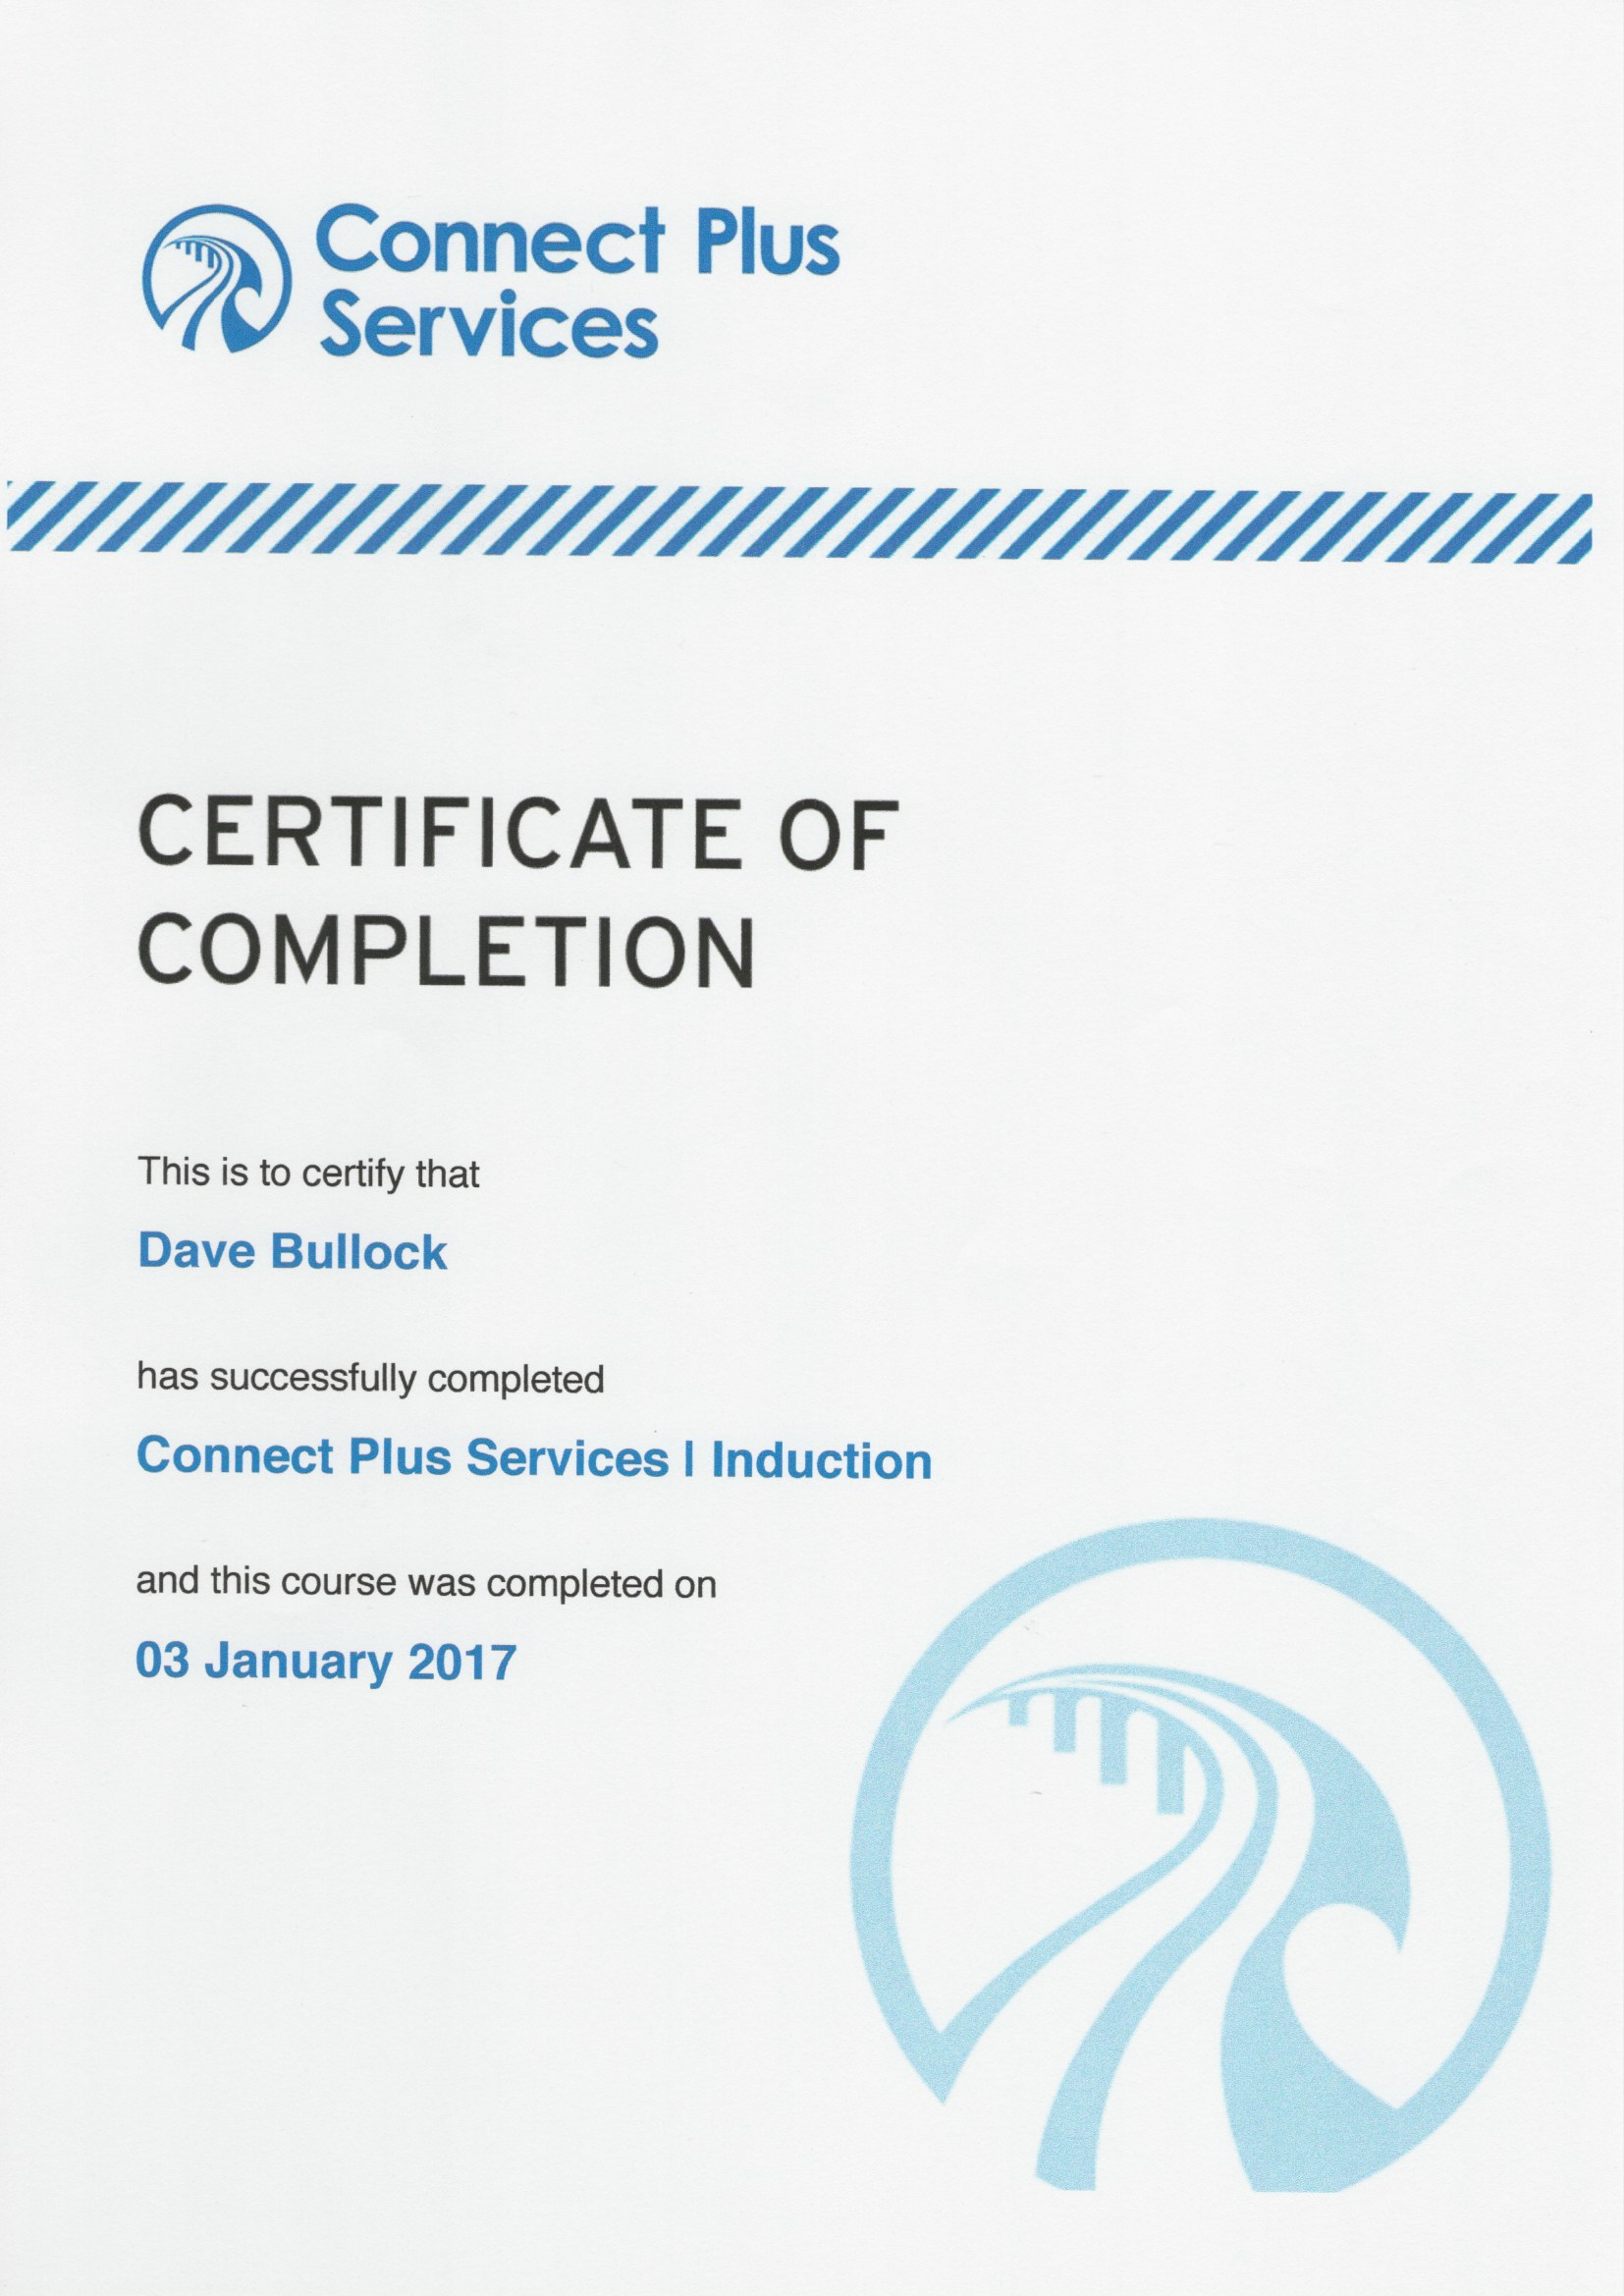 Connect Plus
Services
CERTIFICATE OF
COMPLETION
This is to certify that
Dave Bullock
has successfully completed
Connect Plus Services | Induction
and this course was completed on
03 January 2017